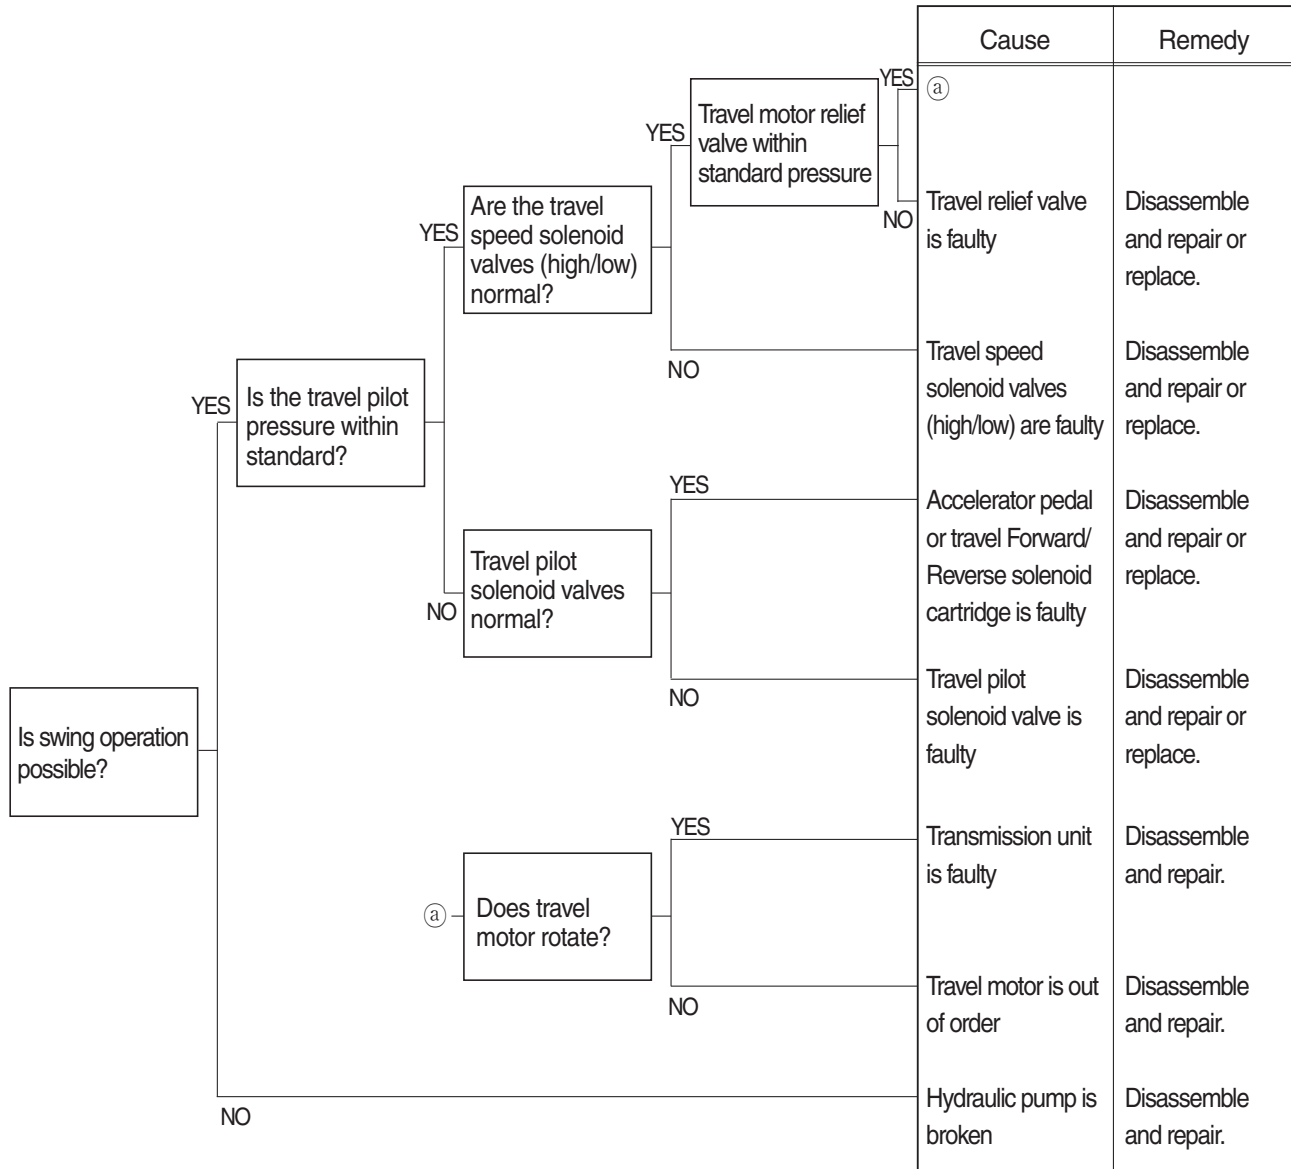 Cause
Remedy
YES
ⓐ
Travel motor relief
valve within
standard pressure
YES
NO
Travel relief valve
is faulty
Disassemble
and repair or
replace.
Are the travel
speed solenoid
valves (high/low)
normal?
YES
NO
Travel speed
solenoid valves
(high/low) are faulty
Disassemble
and repair or
replace.
Is the travel pilot
pressure within
standard?
YES
YES
Accelerator pedal
or travel Forward/
Reverse solenoid
cartridge is faulty
Disassemble
and repair or
replace.
Travel pilot
solenoid valves
normal?
NO
NO
Travel pilot
solenoid valve is
faulty
Disassemble
and repair or
replace.
Is swing operation
possible?
YES
Transmission unit
is faulty
Disassemble
and repair.
ⓐ
Does travel
motor rotate?
NO
Travel motor is out
of order
Disassemble
and repair.
NO
Hydraulic pump is
broken
Disassemble
and repair.